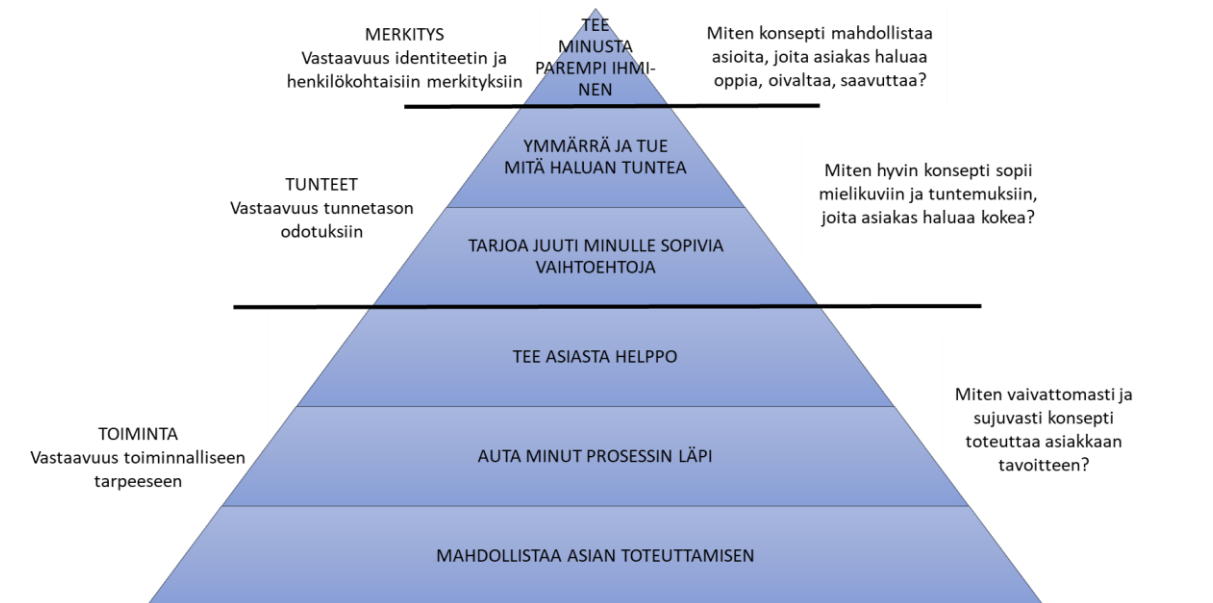 MERKITYS
Vastaavuus identiteetin ja
henkilökohtaisiin merkityksiin
TEE
MINUSTA
PAREMPI IHMI-
NEN
Miten konsepti mahdollistaa
asioita, joita asiakas haluaa
oppia, oivaltaa, saavuttaa?
TUNTEET
Vastaavuus tunnetason
odotuksiin
YMMÄRRÄ JA TUE
MITÄ HALUAN TUNTEA
TARJOA JUUTI MINULLE SOPIVIA
VAIHTOEHTOJA
Miten hyvin konsepti sopii
mielikuviin ja tuntemuksiin,
joita asiakas haluaa kokea?
TOIMINTA
Vastaavuus toiminnalliseen
tarpeeseen
TEE ASIASTA HELPPO
AUTA MINUT PROSESSIN LÄPI
MAHDOLLISTAA ASIAN TOTEUTTAMISEN
Miten vaivattomasti ja
sujuvasti konsepti
toteuttaa asiakkaan
tavoitteen?